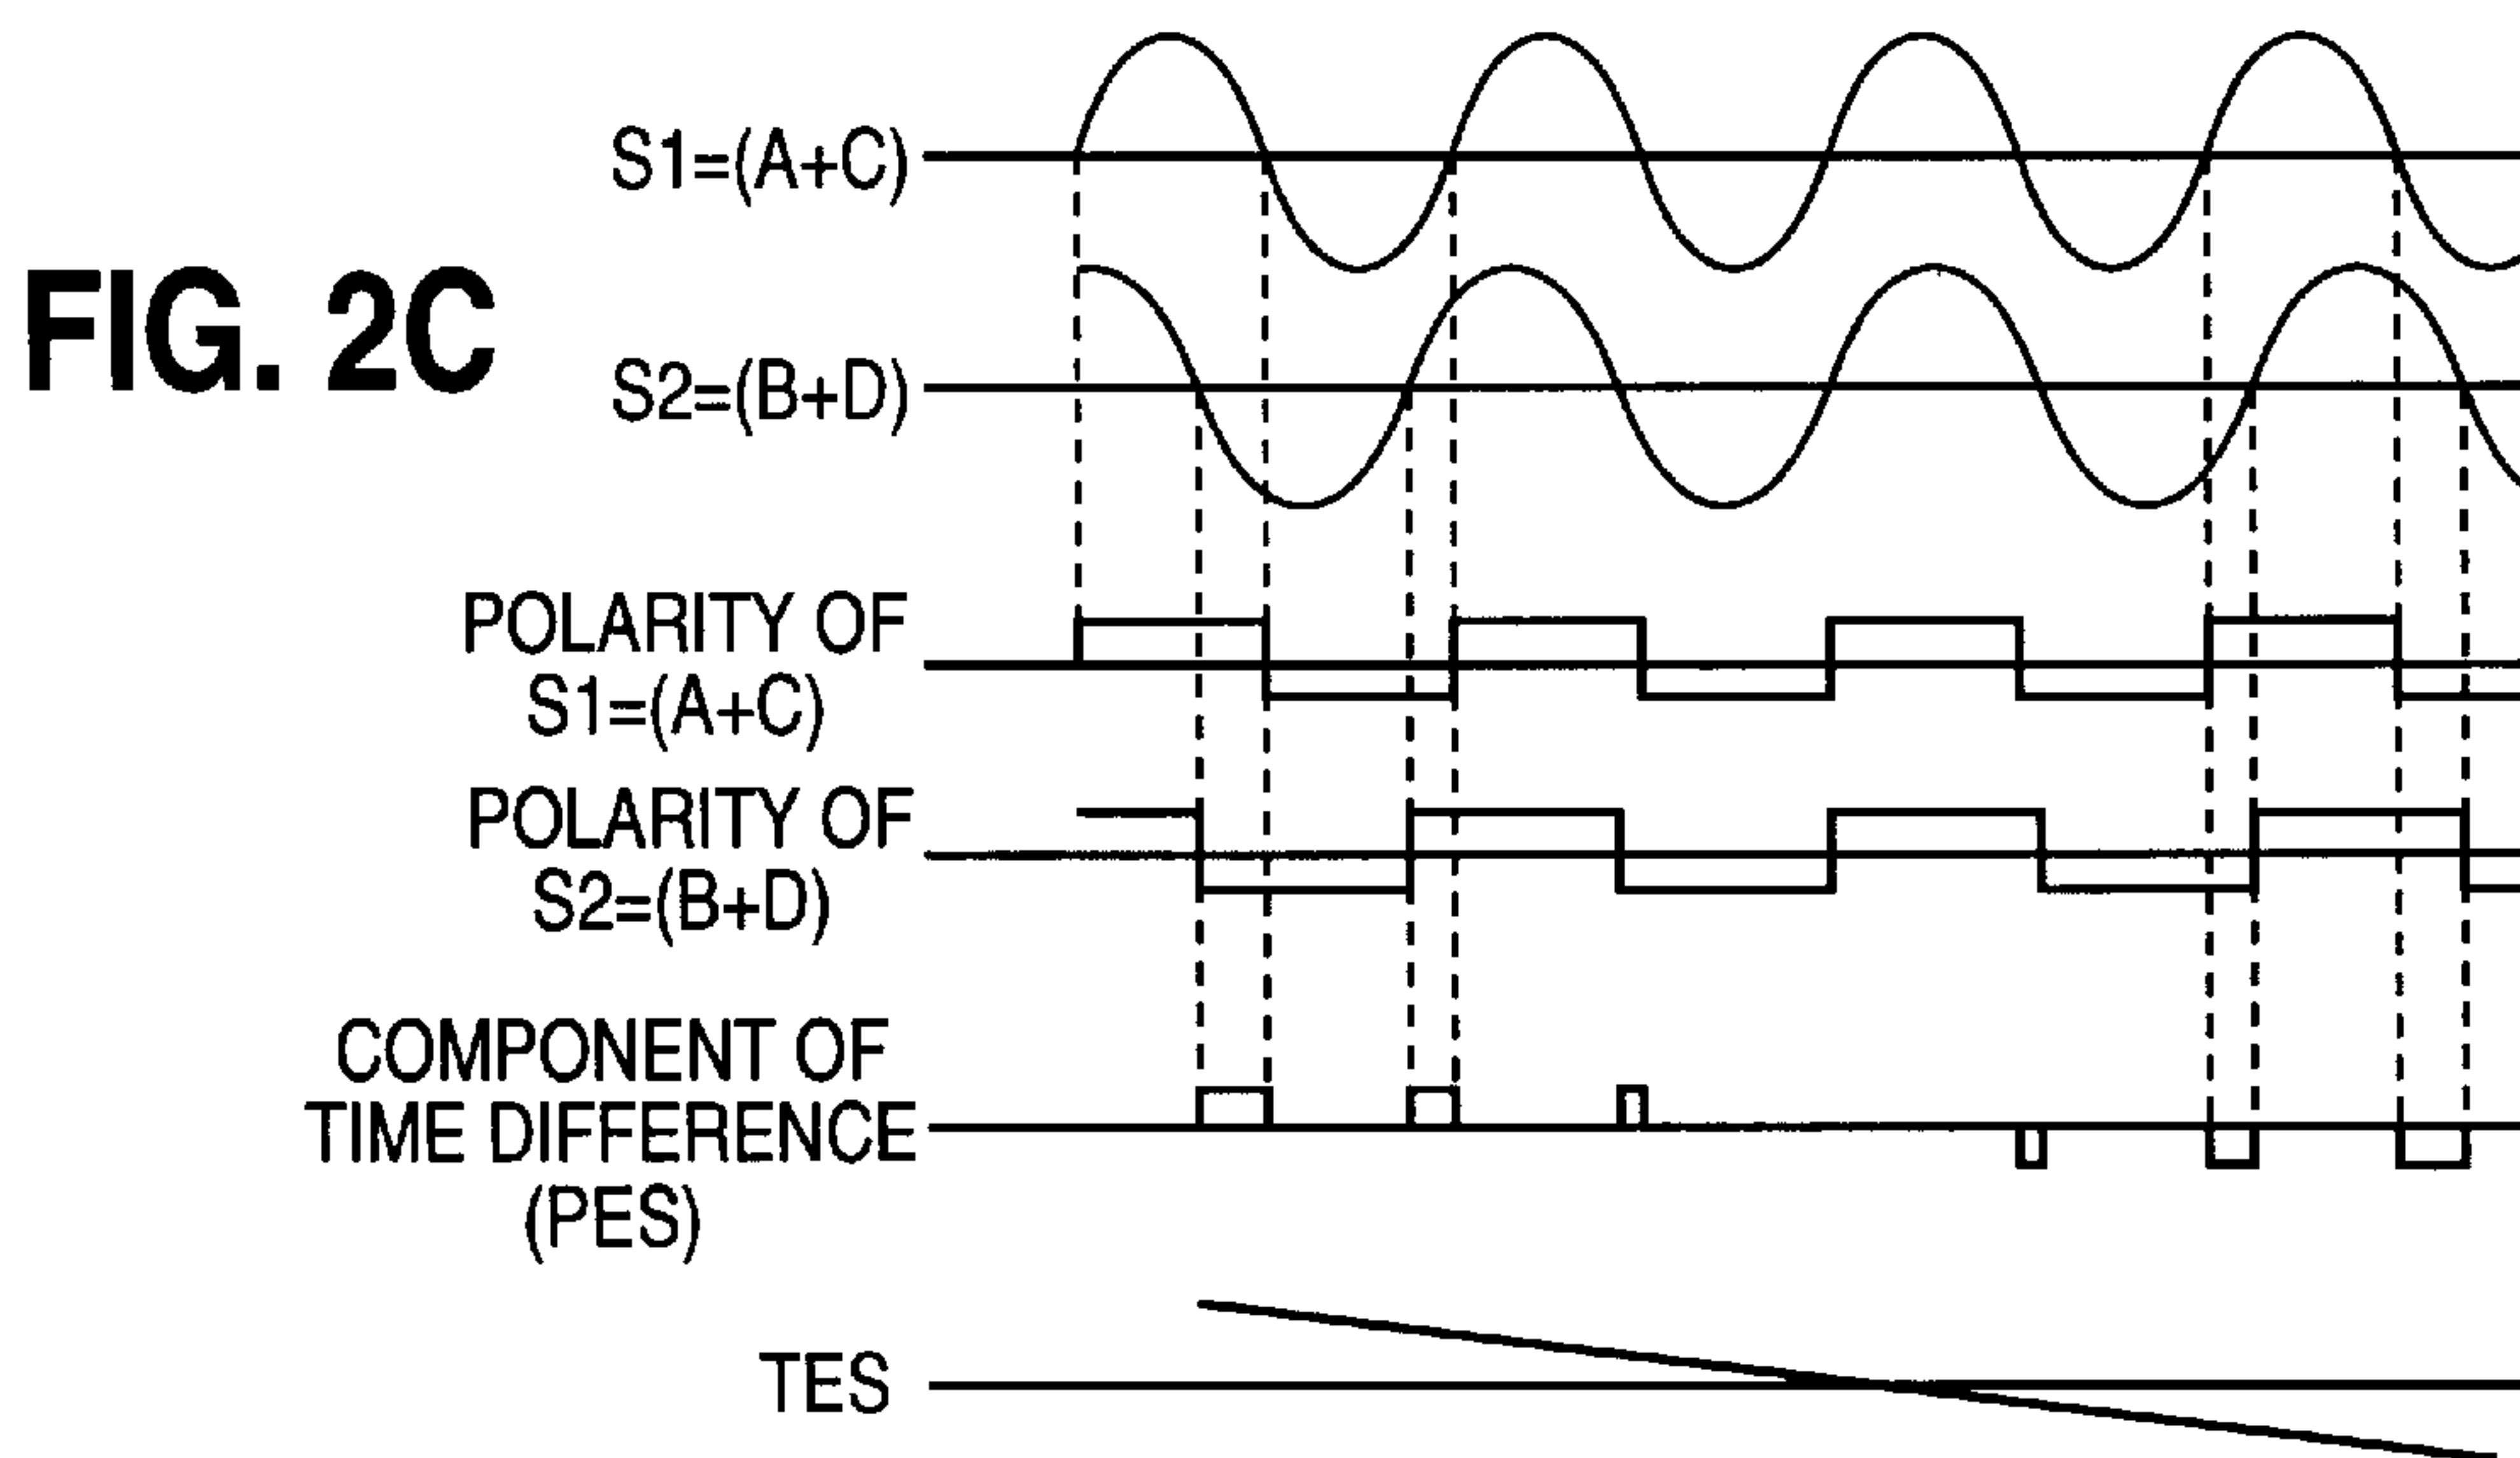 FIG. 2C
S1=(A+C)
S2=(B+D)
POLARITY OF
S1=(A+C)
POLARITY OF
S2=(B+D)
COMPONENT OF
TIME DIFFERENCE
(PES)
TES